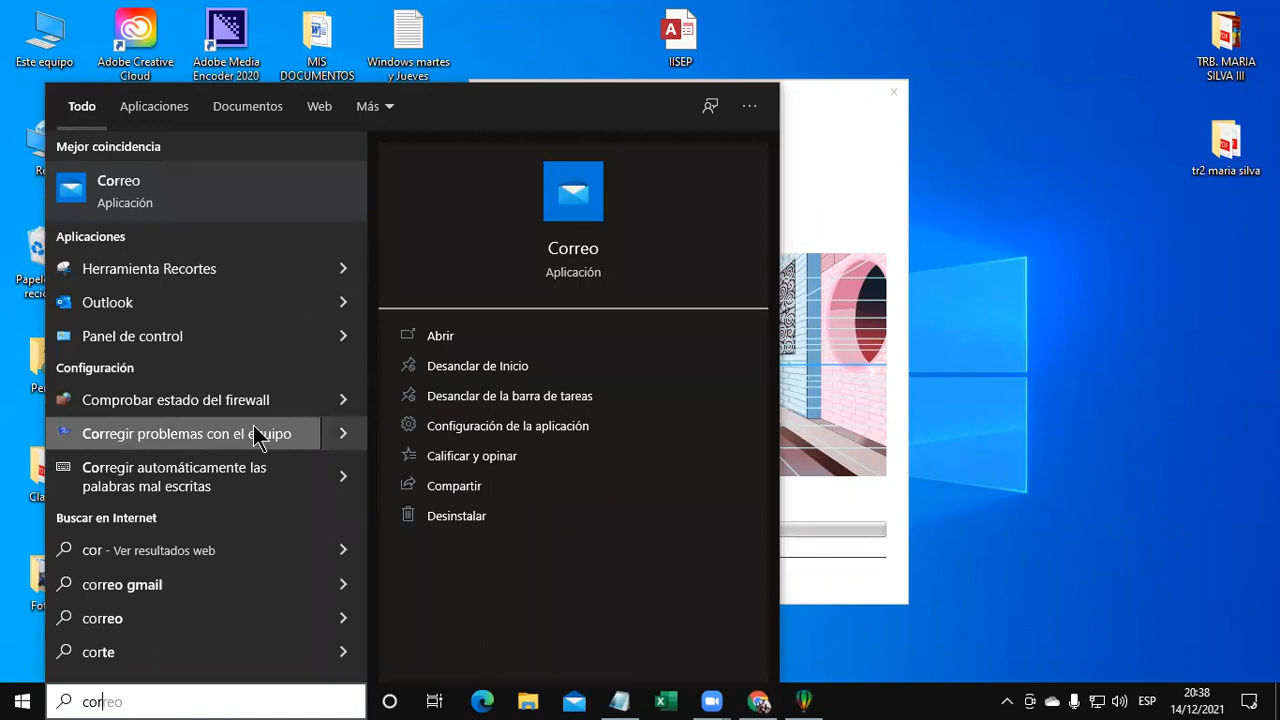 Este equipo
Adobe Creative
Cloud
Adobe Media
Encoder 2020
MIS
DOCUMENTOS
Windows martes
y Jueves
IISEP
TRB. MARIA
SILVA III
tr2 maria silva
Todo
Aplicaciones
Documentos
Web
Más
Mejor coincidencia
Correo
Aplicación
Aplicaciones
Herramienta Recortes
Outlook
Panel de control
Configuración
Comprobar estado del firewall
Corregir problemas con el equipo
Corregir automáticamente las
palabras mal escritas
Buscar en Internet
cor - Ver resultados web
correo gmail
correo
corte
correo
Correo
Aplicación
Abrir
Desanclar de Inicio
Desanclar de la barra de tareas
Configuración de la aplicación
Calificar y opinar
Compartir
Desinstalar
ESP
20:38
14/12/2021